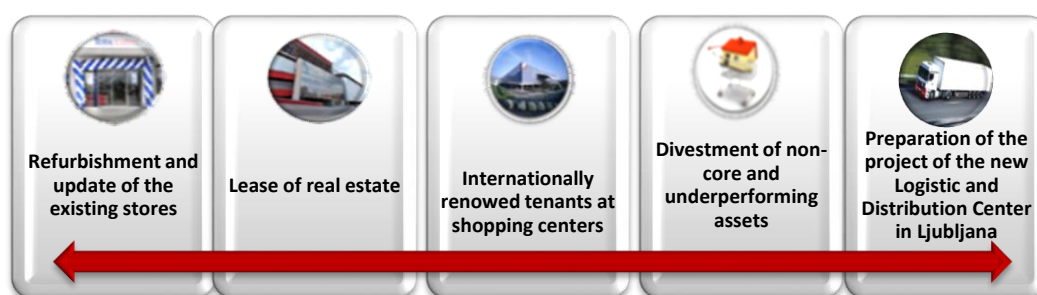 Refurbishment and
update of the
existing stores
Lease of real estate
Internationally
renowed tenants at
shopping centers
Divestment of non-
core and
underperforming
assets
Preparation of the
project of the new
Logistic and
Distribution Center
in Ljubljana